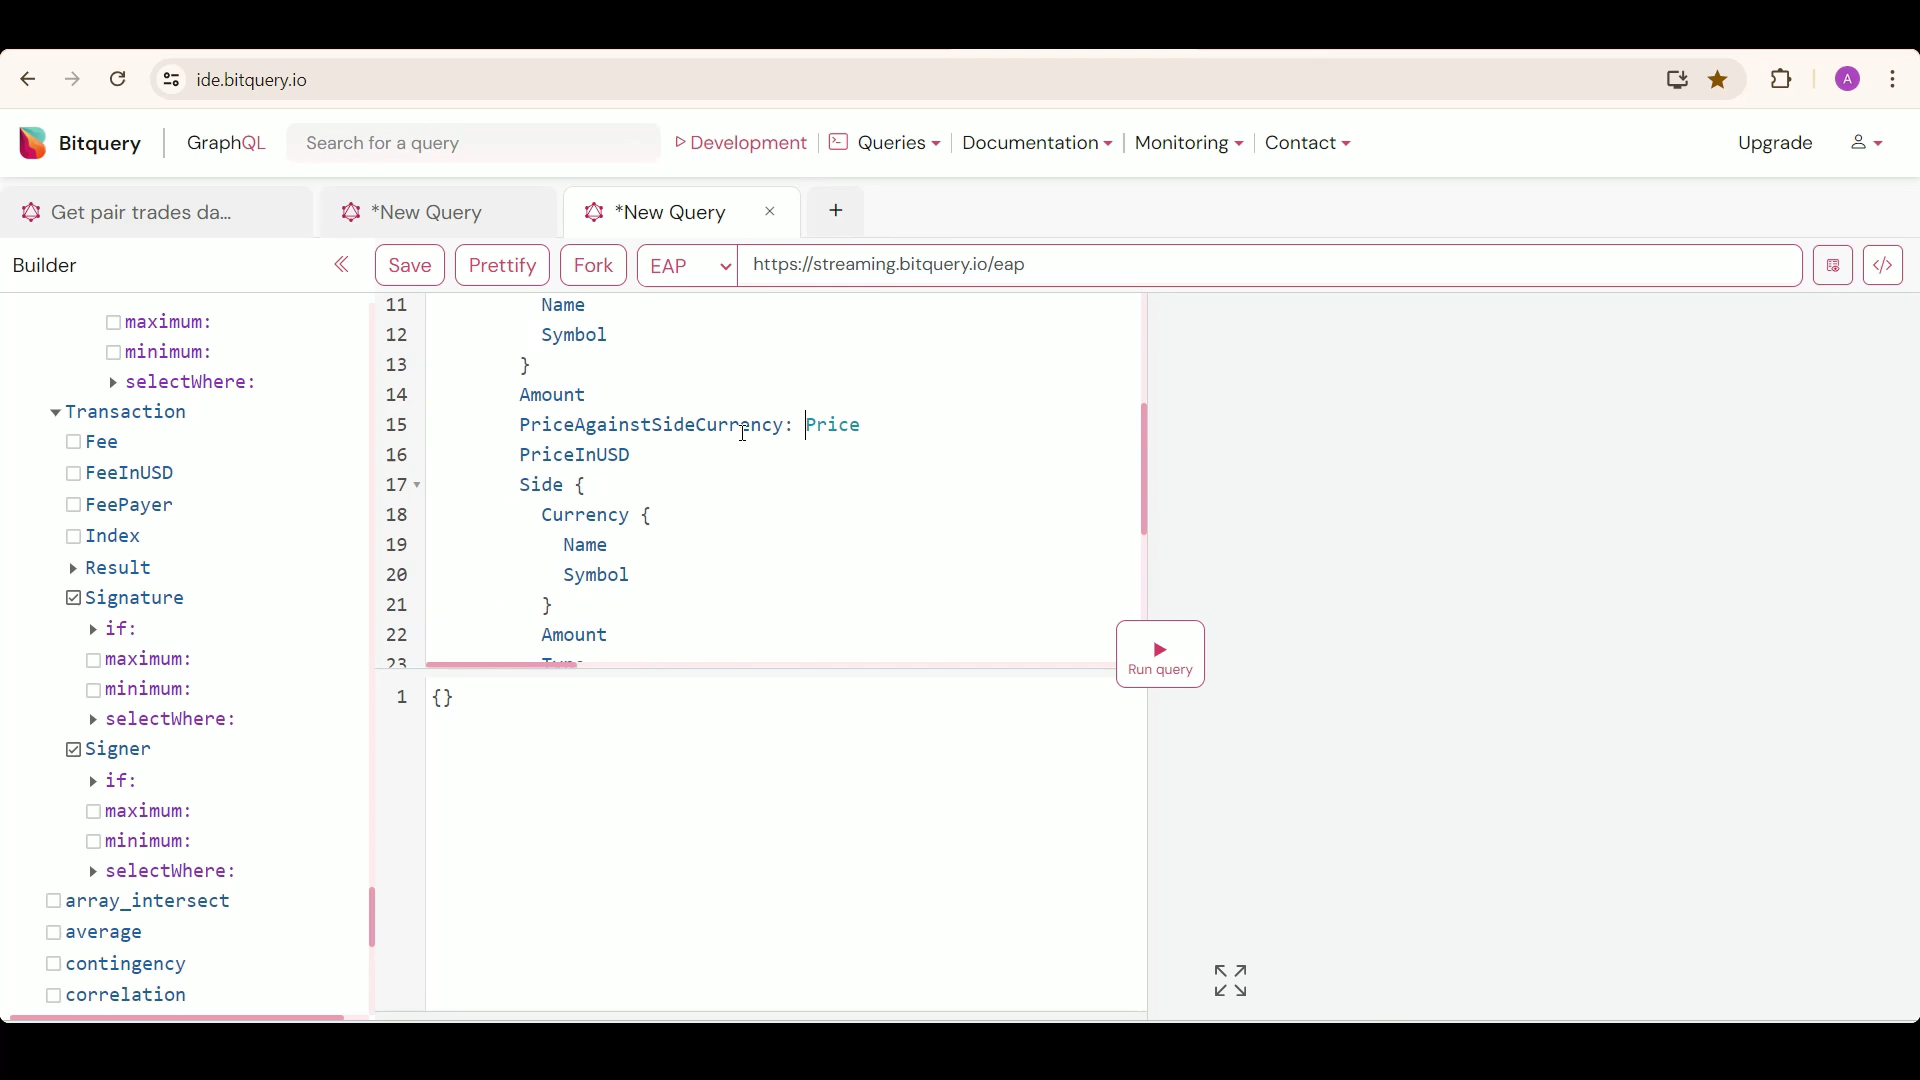 ide.bitquery.io
A
Bitquery
GraphQL
Search for a query
Development
Queries
Documentation
Monitoring
Contact
Upgrade
Get pair trades da...
*New Query
*New Query
×
+
Builder
Save
Prettify
Fork
EAP
https://streaming.bitquery.io/eap
</>
maximum:
minimum:
selectWhere:
Transaction
Fee
FeeInUSD
FeePayer
Index
Result
Signature
if:
maximum:
minimum:
selectWhere:
Signer
if:
maximum:
minimum:
selectWhere:
array_intersect
average
contingency
correlation
11 Name
12 Symbol
13 }
14 Amount
15 PriceAgainstSideCurrency: Price
16 PriceInUSD
17 Side {
18 Currency {
19 Name
20 Symbol
21 }
22 Amount
23 Type
Run query
1 {}